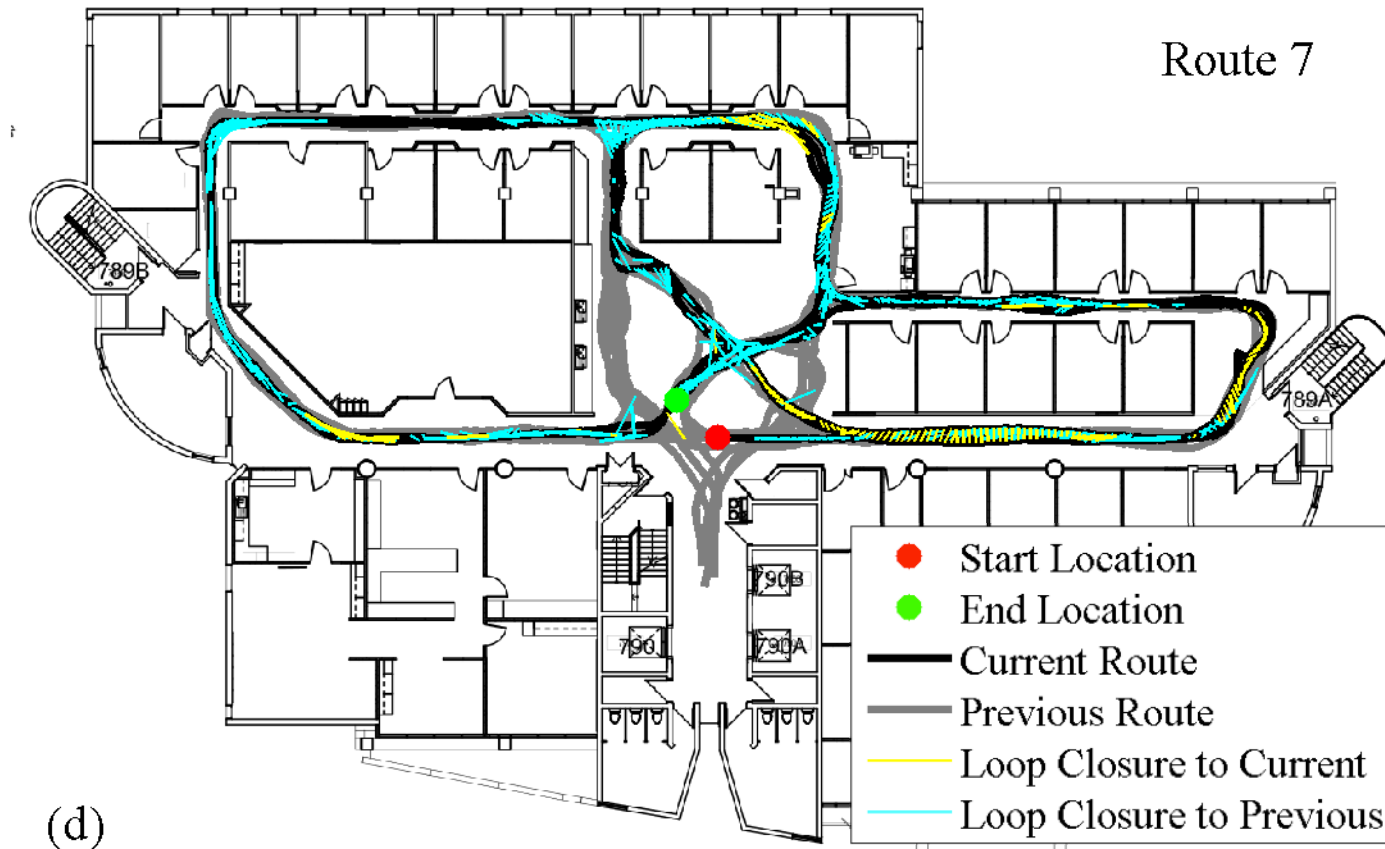 Route 7
789B
789A
790B
790
790A
Start Location
End Location
Current Route
Previous Route
Loop Closure to Current
Loop Closure to Previous
(d)